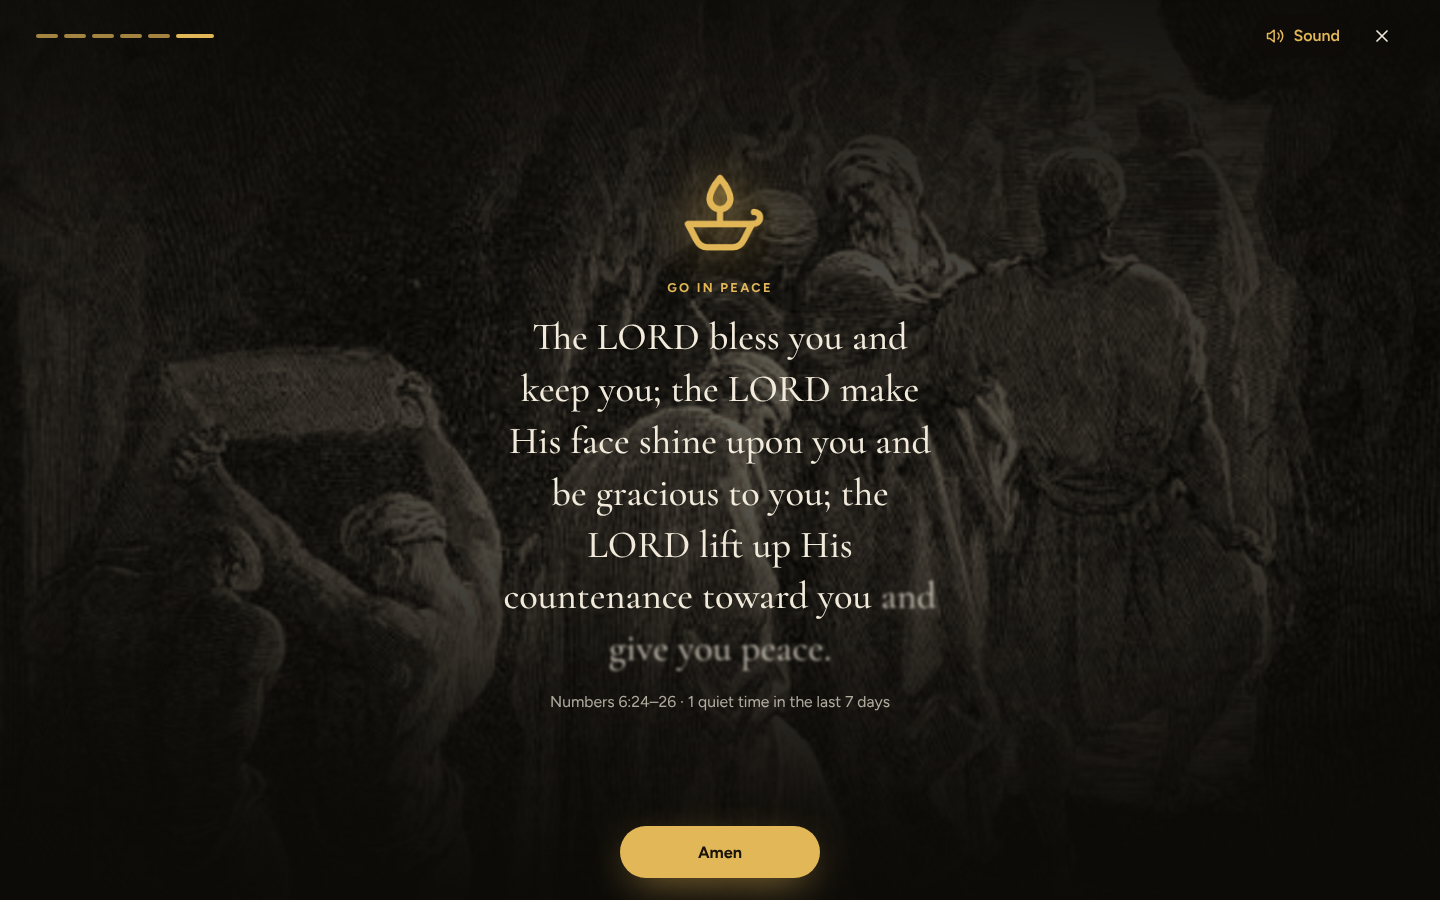 Sound
GO IN PEACE
The LORD bless you and
keep you; the LORD make
His face shine upon you and
be gracious to you; the
LORD lift up His
countenance toward you and
give you peace.
Numbers 6:24–26 · 1 quiet time in the last 7 days
Amen